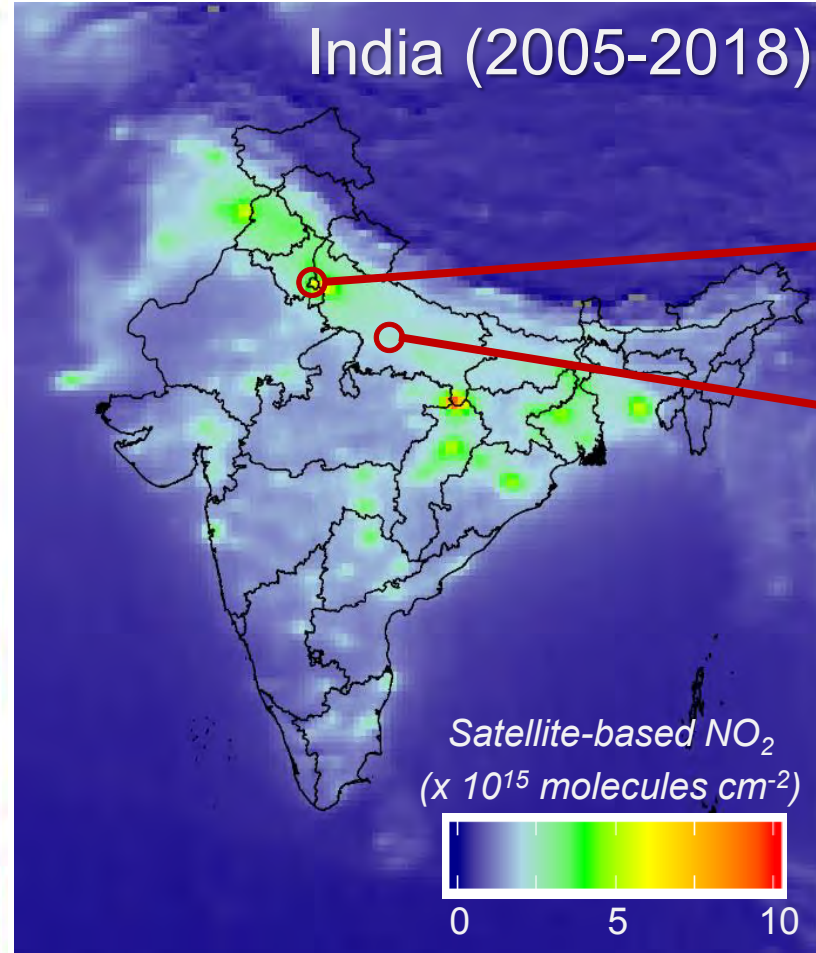 India (2005-2018)
Satellite-based NO₂
(x 10¹⁵ molecules cm⁻²)
0 5 10